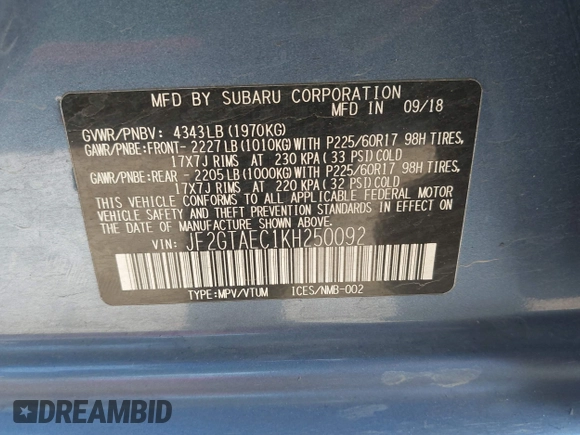 MFD BY SUBARU CORPORATION
MFD IN 09/18
GVWR/PNBV: 4343LB(1970KG)
GAWR/PNBE:FRONT- 2227LB(1010KG)WITH P225/60R17 98H TIRES,
17X7J RIMS AT 230 KPA(33 PSI)COLD
GAWR/PNBE:REAR - 2205LB(1000KG)WITH P225/60R17 98H TIRES,
17X7J RIMS AT 220 KPA(32 PSI)COLD
THIS VEHICLE CONFORMS TO ALL APPLICABLE FEDERAL MOTOR
VEHICLE SAFETY AND THEFT PREVENTION STANDARDS IN EFFECT ON
THE DATE OF MANUFACTURE SHOWN ABOVE.
VIN: JF2GTAEC1KH250092
TYPE:MPV/VTUM ICES/NMB-002
DREAMBID